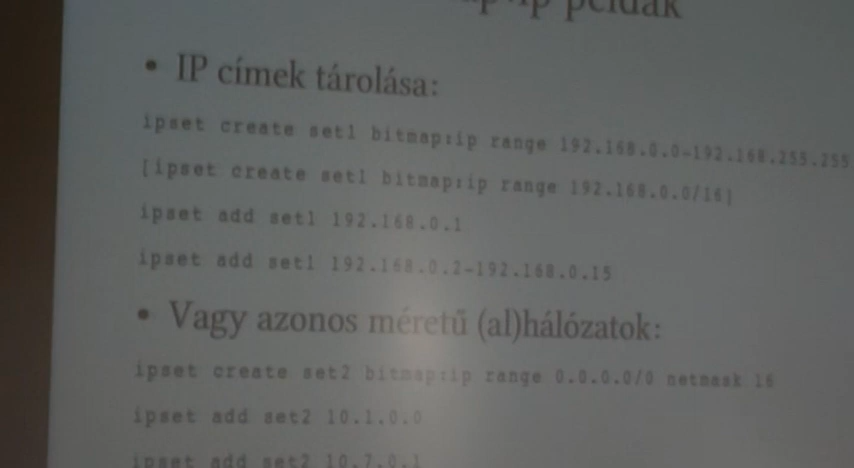 példák
• IP címek tárolása:
ipset create set1 bitmap:ip range 192.168.0.0-192.168.255.255
[ipset create set1 bitmap:ip range 192.168.0.0/16]
ipset add set1 192.168.0.1
ipset add set1 192.168.0.2-192.168.0.15
• Vagy azonos méretű (al)hálózatok:
ipset create set2 bitmap:ip range 0.0.0.0/0 netmask 16
ipset add set2 10.1.0.0
ipset add set2 10.7.0.1